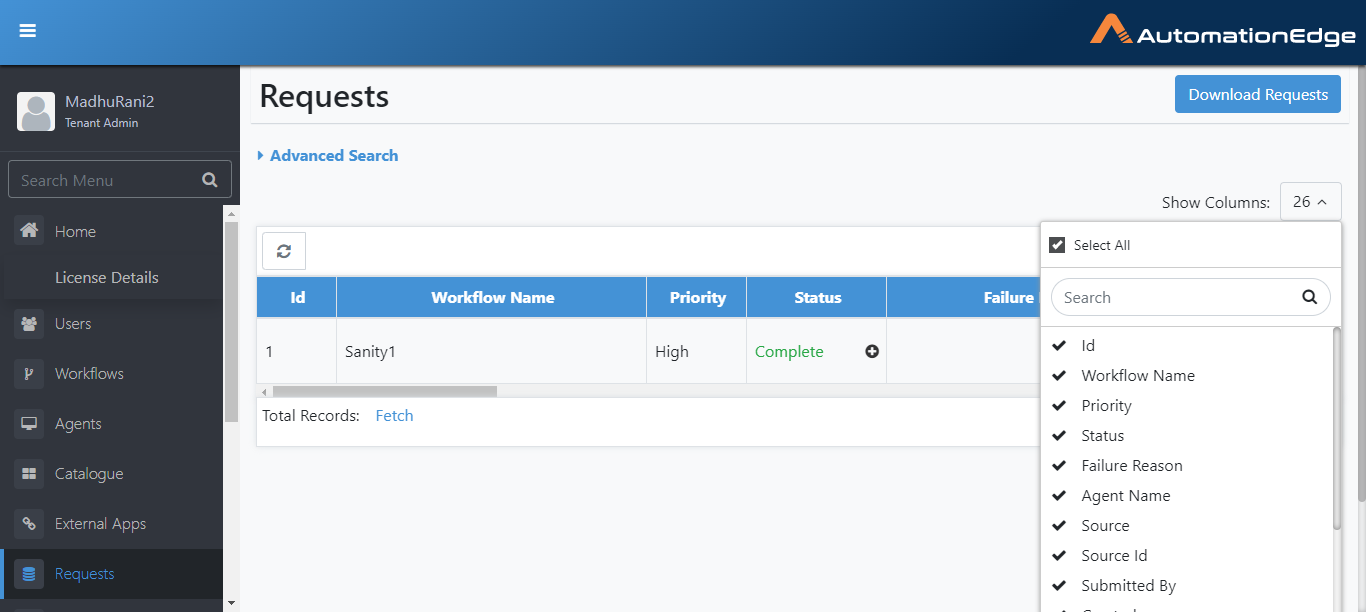 AutomationEdge
MadhuRani2
Tenant Admin
Search Menu
Home
License Details
Users
Workflows
Agents
Catalogue
External Apps
Requests
Requests
Download Requests
Advanced Search
Show Columns: 26
Id Workflow Name Priority Status Failure
1 Sanity1 High Complete
Total Records: Fetch
Select All
Search
Id
Workflow Name
Priority
Status
Failure Reason
Agent Name
Source
Source Id
Submitted By